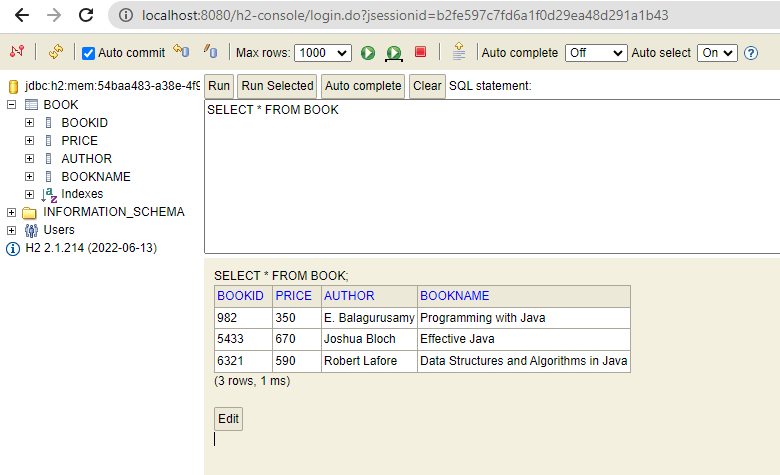 localhost:8080/h2-console/login.do?jsessionid=b2fe597c7fd6a1f0d29ea48d291a1b43
Auto commit Max rows: 1000 Auto complete Off Auto select On
jdbc:h2:mem:54baa483-a38e-4f9
BOOK
BOOKID
PRICE
AUTHOR
BOOKNAME
Indexes
INFORMATION_SCHEMA
Users
H2 2.1.214 (2022-06-13)
Run Run Selected Auto complete Clear SQL statement:
SELECT * FROM BOOK
SELECT * FROM BOOK;
BOOKID PRICE AUTHOR BOOKNAME
982 350 E. Balagurusamy Programming with Java
5433 670 Joshua Bloch Effective Java
6321 590 Robert Lafore Data Structures and Algorithms in Java
(3 rows, 1 ms)
Edit